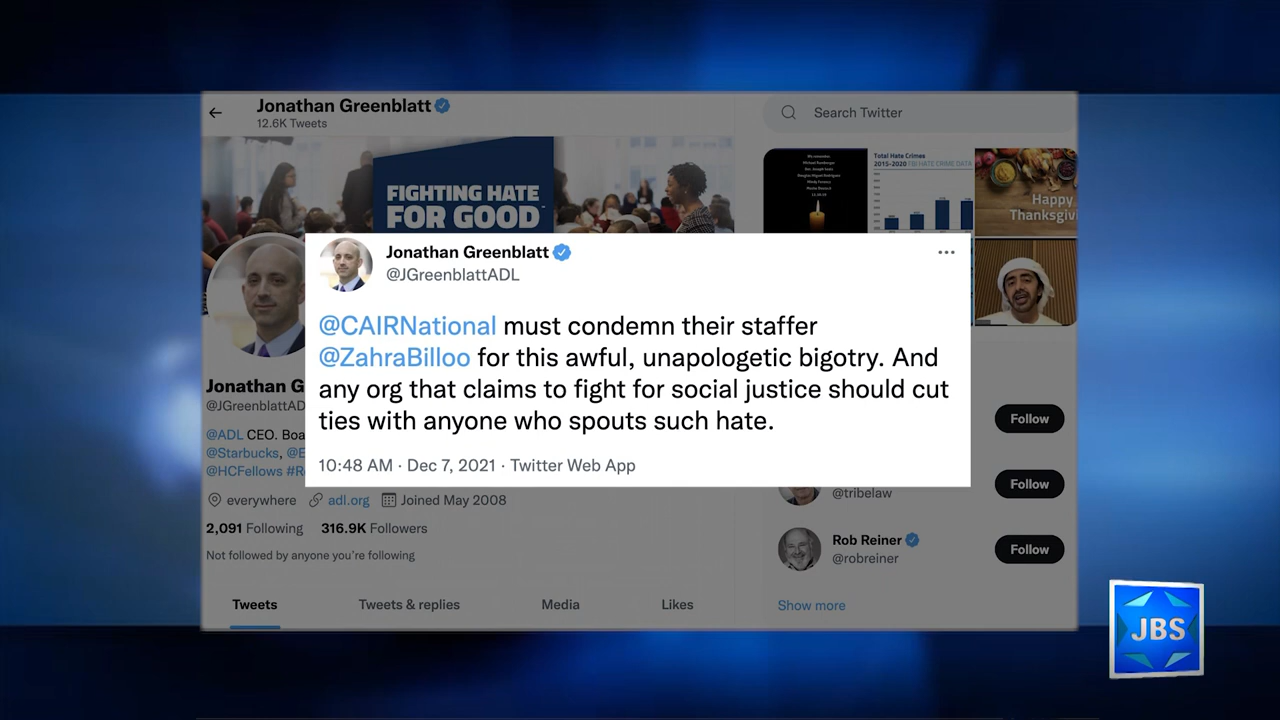 Jonathan Greenblatt
12.6K Tweets
Search Twitter
FIGHTING HATE
FOR GOOD
Total Hate Crimes
2015-2020 FBI HATE CRIME DATA
Happy
Thanksgivi
Jonathan Greenblatt
@JGreenblattADL
@CAIRNational must condemn their staffer
@ZahraBilloo for this awful, unapologetic bigotry. And
any org that claims to fight for social justice should cut
ties with anyone who spouts such hate.
10:48 AM · Dec 7, 2021 · Twitter Web App
Jonathan G
@JGreenblattAD
@ADL CEO. Boa
@Starbucks, @E
@HCFellows #R
everywhere
adl.org
Joined May 2008
2,091 Following
316.9K Followers
Not followed by anyone you're following
Tweets
Tweets & replies
Media
Likes
Follow
Follow
@tribelaw
Rob Reiner
@robreiner
Follow
Show more
JBS